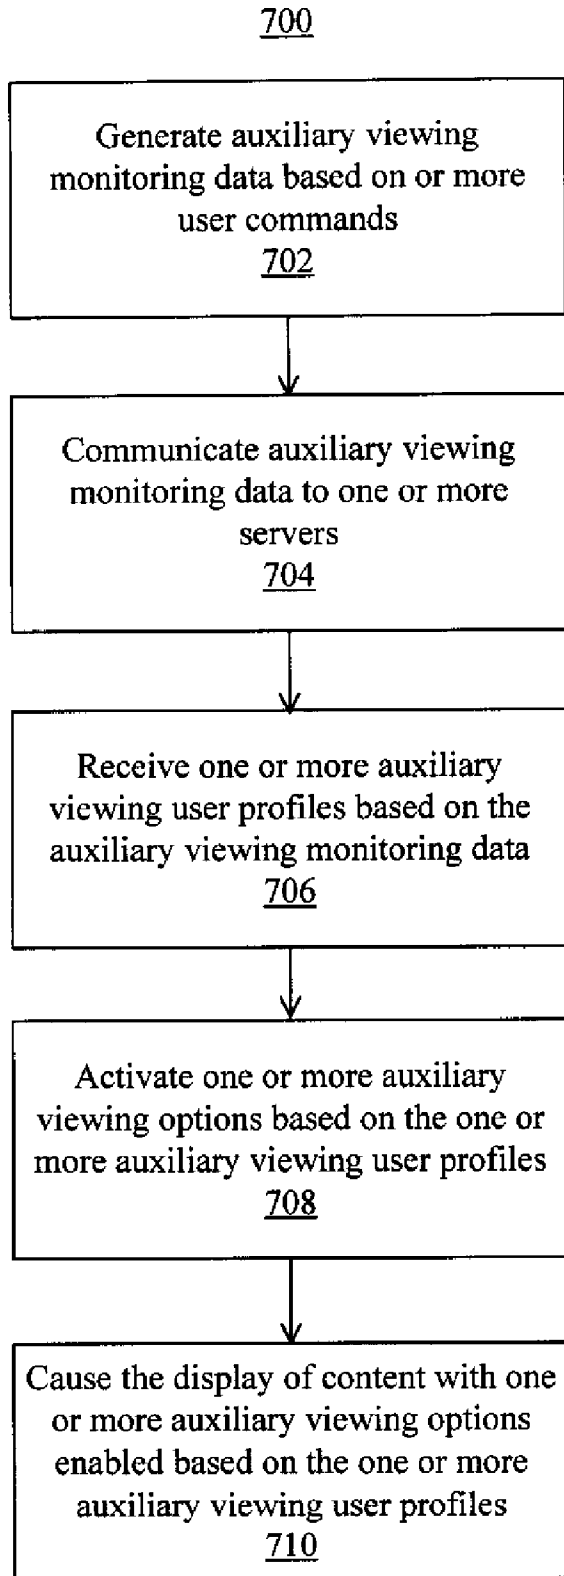 700
Generate auxiliary viewing
monitoring data based on or more
user commands
702
Communicate auxiliary viewing
monitoring data to one or more
servers
704
Receive one or more auxiliary
viewing user profiles based on the
auxiliary viewing monitoring data
706
Activate one or more auxiliary
viewing options based on the one or
more auxiliary viewing user profiles
708
Cause the display of content with one
or more auxiliary viewing options
enabled based on the one or more
auxiliary viewing user profiles
710